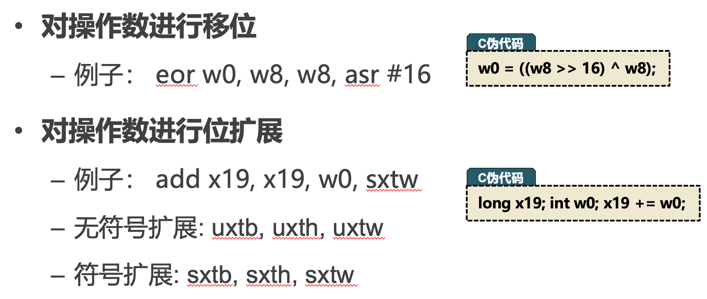 • 对操作数进行移位
– 例子： eor w0, w8, w8, asr #16
C伪代码
w0 = ((w8 >> 16) ^ w8);
• 对操作数进行位扩展
– 例子： add x19, x19, w0, sxtw
C伪代码
long x19; int w0; x19 += w0;
– 无符号扩展: uxtb, uxth, uxtw
– 符号扩展: sxtb, sxth, sxtw